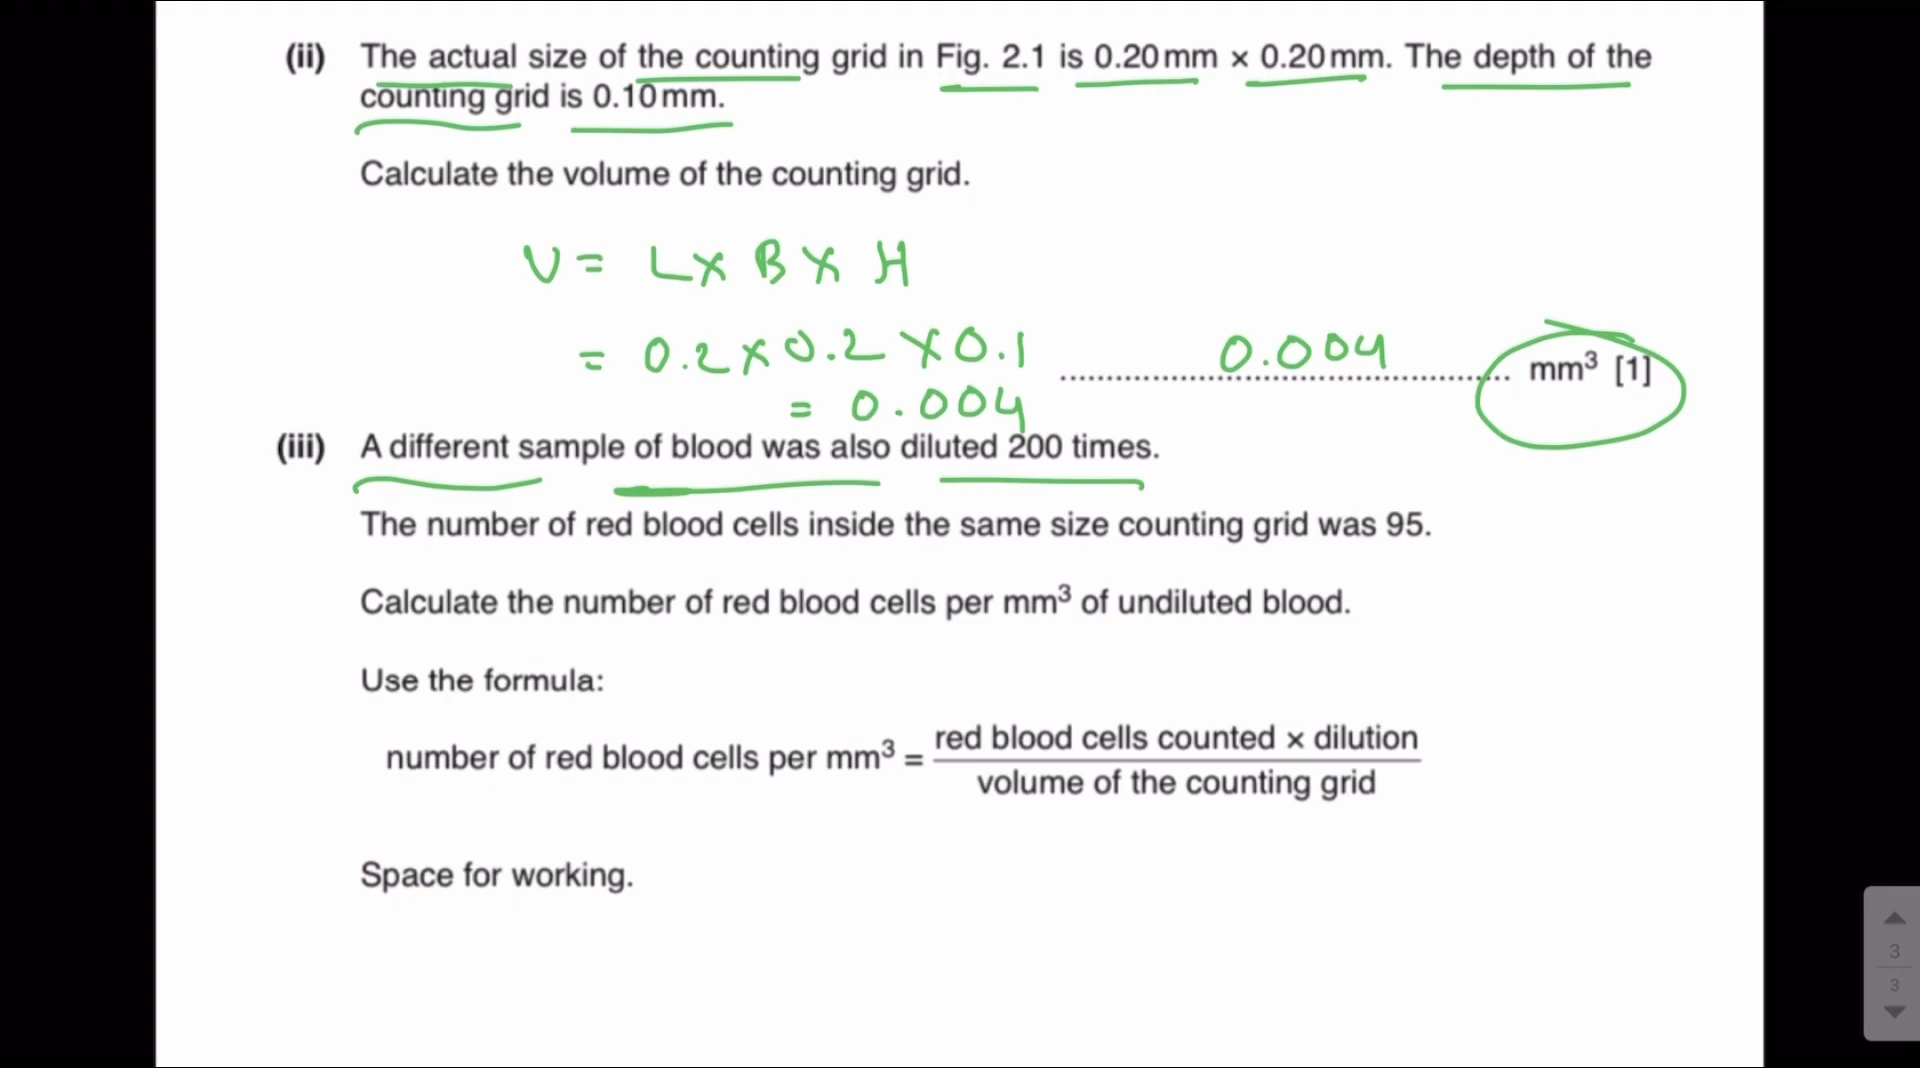 (ii) The actual size of the counting grid in Fig. 2.1 is 0.20 mm × 0.20 mm. The depth of the
counting grid is 0.10 mm.
Calculate the volume of the counting grid.
V = L x B x H
= 0.2 x 0.2 x 0.1
0.004
mm³ [1]
= 0.004
(iii) A different sample of blood was also diluted 200 times.
The number of red blood cells inside the same size counting grid was 95.
Calculate the number of red blood cells per mm³ of undiluted blood.
Use the formula:
number of red blood cells per mm³ = red blood cells counted × dilution
volume of the counting grid
Space for working.
3
3